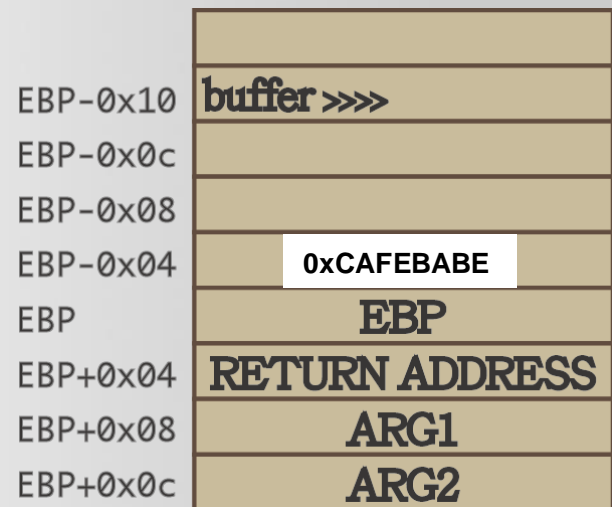 EBP-0x10 buffer >>>>
EBP-0x0c
EBP-0x08
EBP-0x04 0xCAFEBABE
EBP EBP
EBP+0x04 RETURN ADDRESS
EBP+0x08 ARG1
EBP+0x0c ARG2